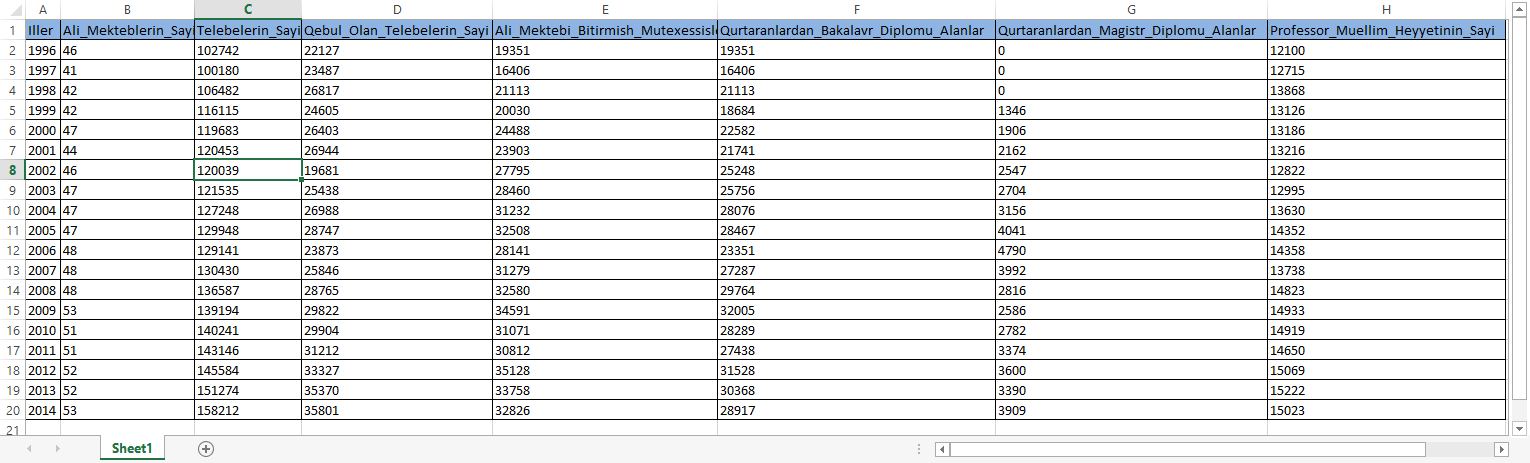 A B C D E F G H
1 Iller Ali_Mekteblerin_Sayi Telebelerin_Sayi Qebul_Olan_Telebelerin_Sayi Ali_Mektebi_Bitirmish_Mutexessisl Qurtaranlardan_Bakalavr_Diplomu_Alanlar Qurtaranlardan_Magistr_Diplomu_Alanlar Professor_Muellim_Heyyetinin_Sayi
2 1996 46 102742 22127 19351 19351 0 12100
3 1997 41 100180 23487 16406 16406 0 12715
4 1998 42 106482 26817 21113 21113 0 13868
5 1999 42 116115 24605 20030 18684 1346 13126
6 2000 47 119683 26403 24488 22582 1906 13186
7 2001 44 120453 26944 23903 21741 2162 13216
8 2002 46 120039 19681 27795 25248 2547 12822
9 2003 47 121535 25438 28460 25756 2704 12995
10 2004 47 127248 26988 31232 28076 3156 13630
11 2005 47 129948 28747 32508 28467 4041 14352
12 2006 48 129141 23873 28141 23351 4790 14358
13 2007 48 130430 25846 31279 27287 3992 13738
14 2008 48 136587 28765 32580 29764 2816 14823
15 2009 53 139194 29822 34591 32005 2586 14933
16 2010 51 140241 29904 31071 28289 2782 14919
17 2011 51 143146 31212 30812 27438 3374 14650
18 2012 52 145584 33327 35128 31528 3600 15069
19 2013 52 151274 35370 33758 30368 3390 15222
20 2014 53 158212 35801 32826 28917 3909 15023
21
Sheet1